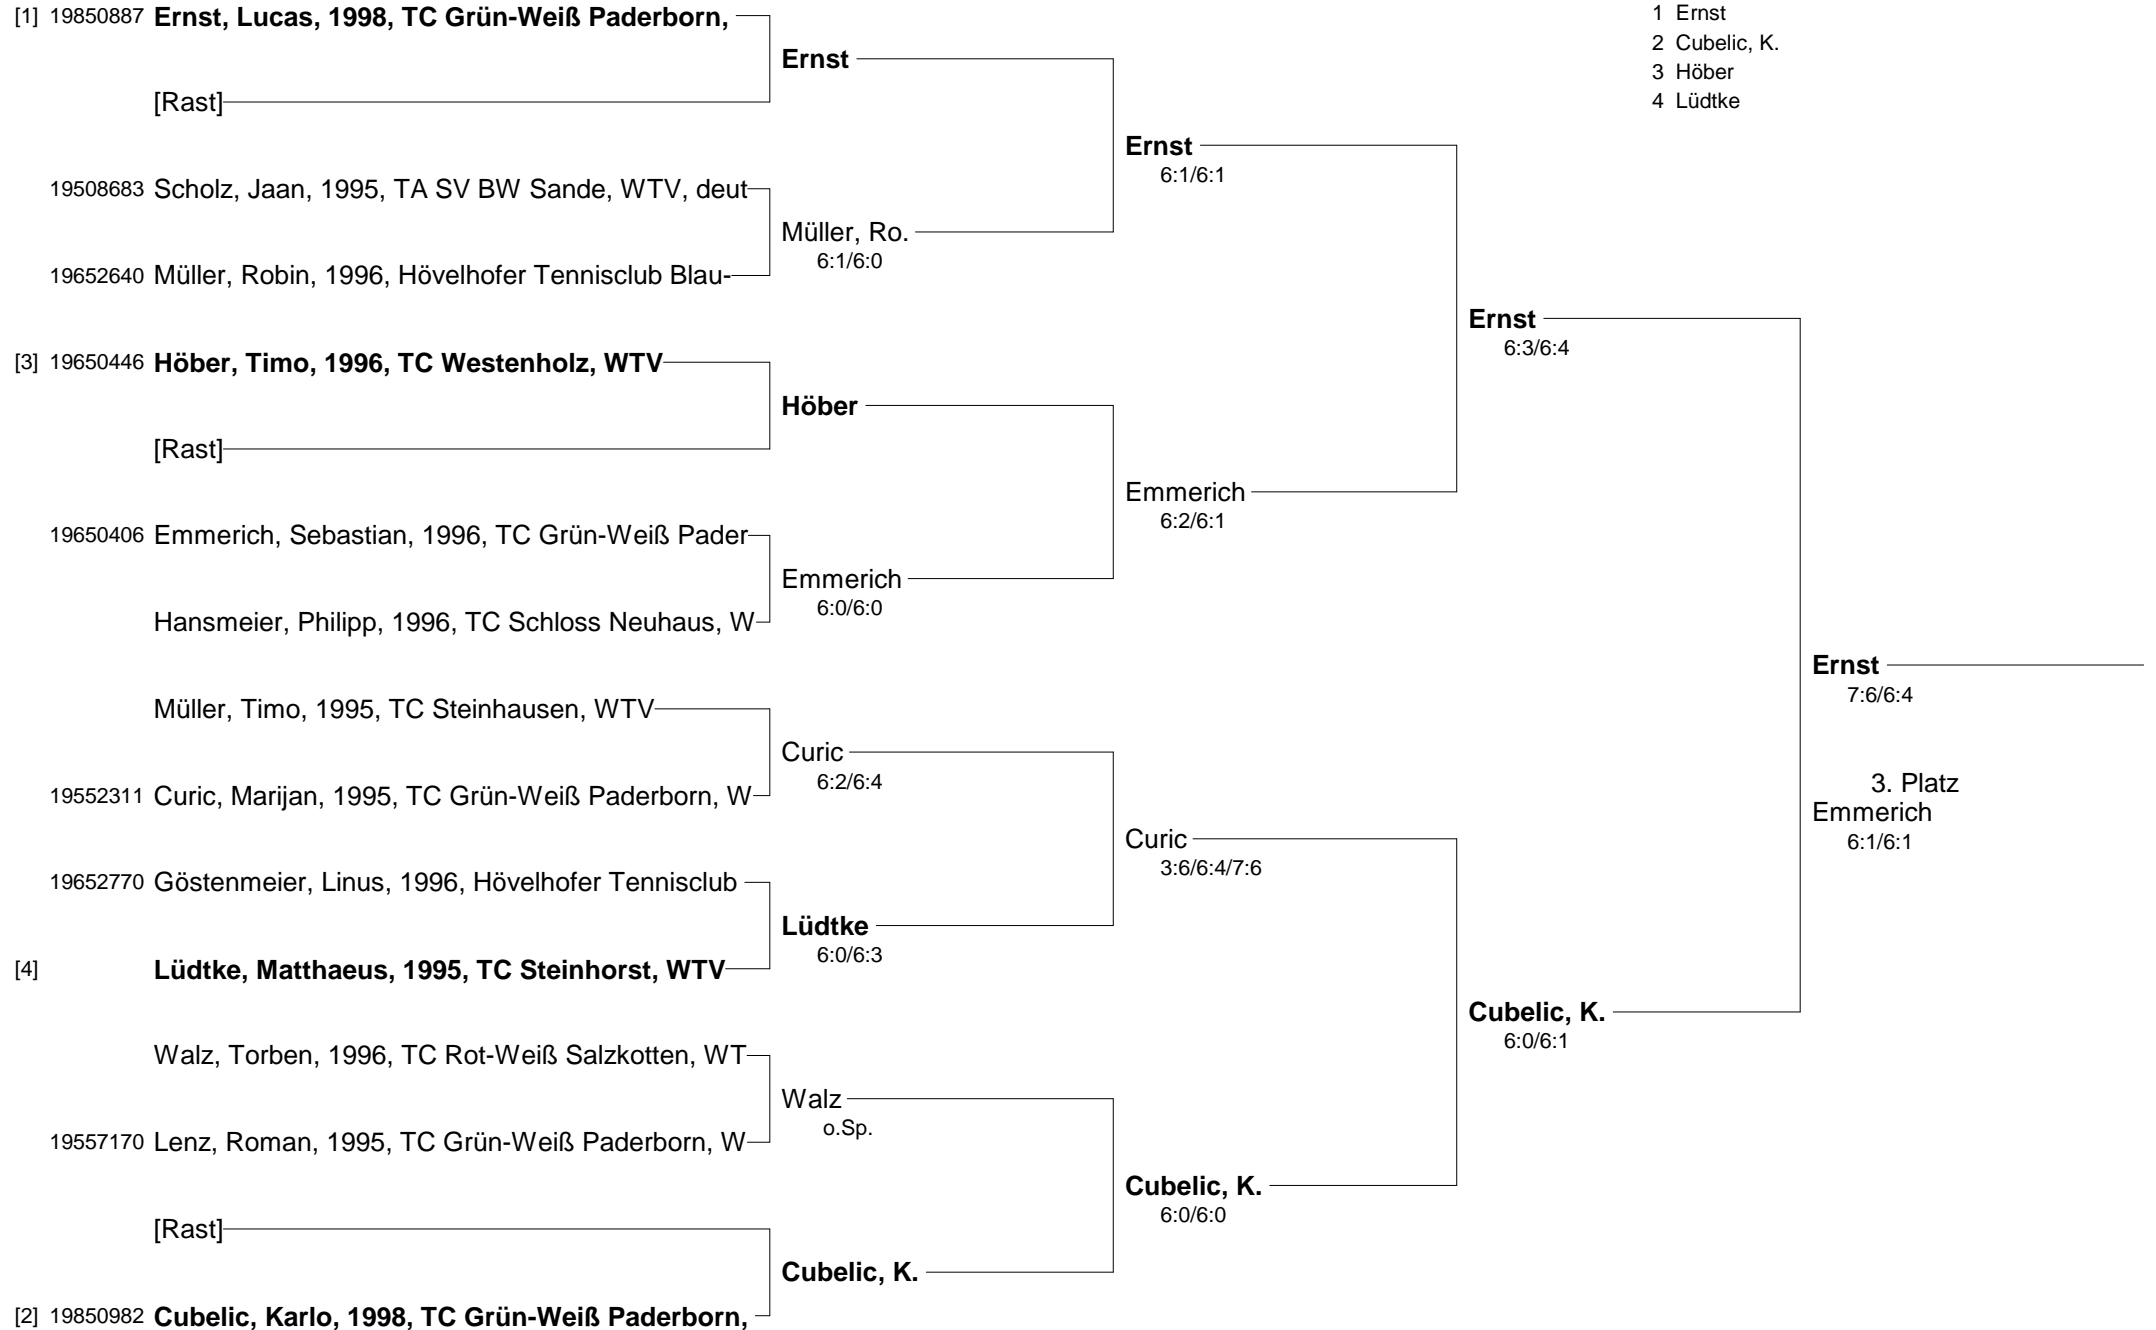 [1] 19850887 Ernst, Lucas, 1998, TC Grün-Weiß Paderborn,
1 Ernst
2 Cubelic, K.
3 Höber
4 Lüdtke
Ernst
[Rast]
Ernst
6:1/6:1
19508683 Scholz, Jaan, 1995, TA SV BW Sande, WTV, deut
Müller, Ro.
6:1/6:0
19652640 Müller, Robin, 1996, Hövelhofer Tennisclub Blau-
Ernst
6:3/6:4
[3] 19650446 Höber, Timo, 1996, TC Westenholz, WTV
Höber
[Rast]
Emmerich
6:2/6:1
19650406 Emmerich, Sebastian, 1996, TC Grün-Weiß Pader
Emmerich
6:0/6:0
Hansmeier, Philipp, 1996, TC Schloss Neuhaus, W
Ernst
7:6/6:4
Müller, Timo, 1995, TC Steinhausen, WTV
Curic
6:2/6:4
3. Platz
Emmerich
6:1/6:1
19552311 Curic, Marijan, 1995, TC Grün-Weiß Paderborn, W
Curic
3:6/6:4/7:6
19652770 Göstenmeier, Linus, 1996, Hövelhofer Tennisclub
Lüdtke
6:0/6:3
[4] Lüdtke, Matthaeus, 1995, TC Steinhorst, WTV
Cubelic, K.
6:0/6:1
Walz, Torben, 1996, TC Rot-Weiß Salzkotten, WT
Walz
o.Sp.
19557170 Lenz, Roman, 1995, TC Grün-Weiß Paderborn, W
Cubelic, K.
6:0/6:0
[Rast]
Cubelic, K.
[2] 19850982 Cubelic, Karlo, 1998, TC Grün-Weiß Paderborn,